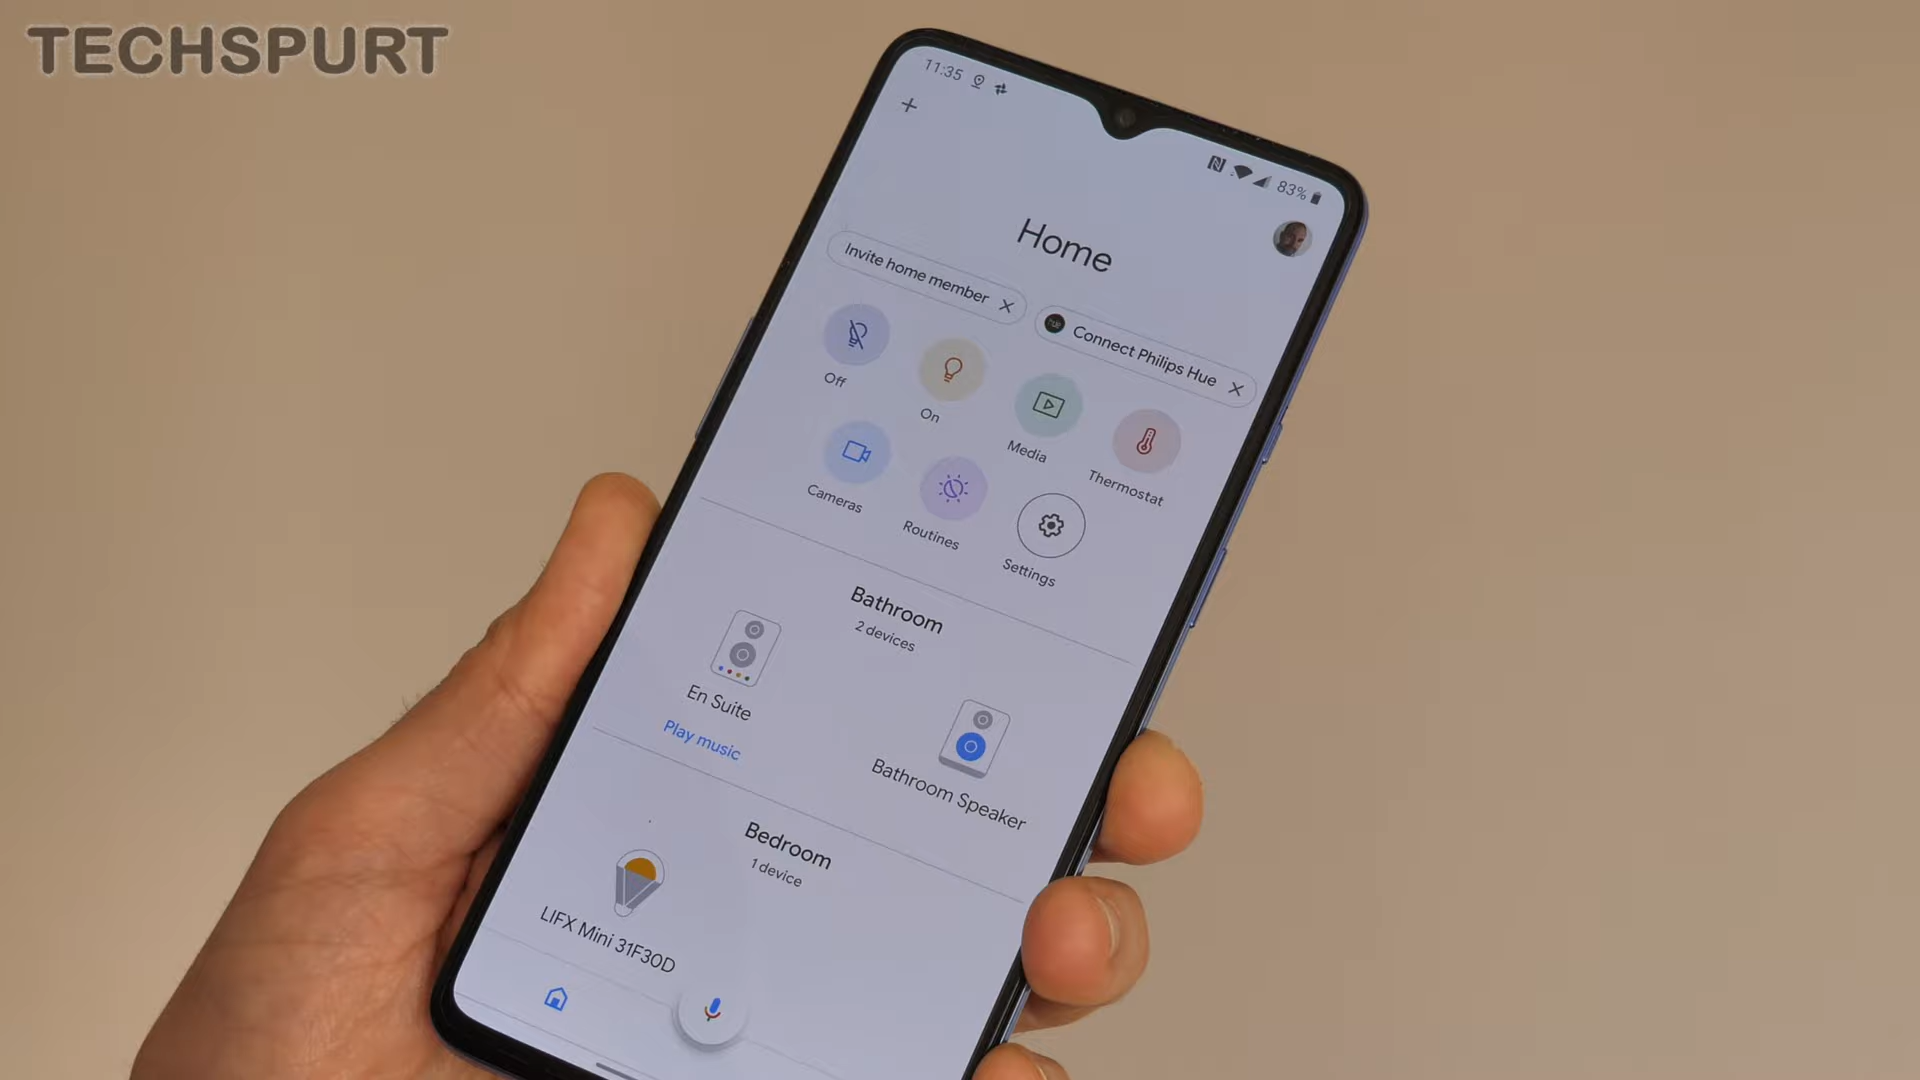 TECHSPURT
11:35
83%
Home
Invite home member
Connect Philips Hue
Off
On
Media
Thermostat
Cameras
Routines
Settings
Bathroom
2 devices
En Suite
Play music
Bathroom Speaker
Bedroom
1 device
LIFX Mini 31F30D